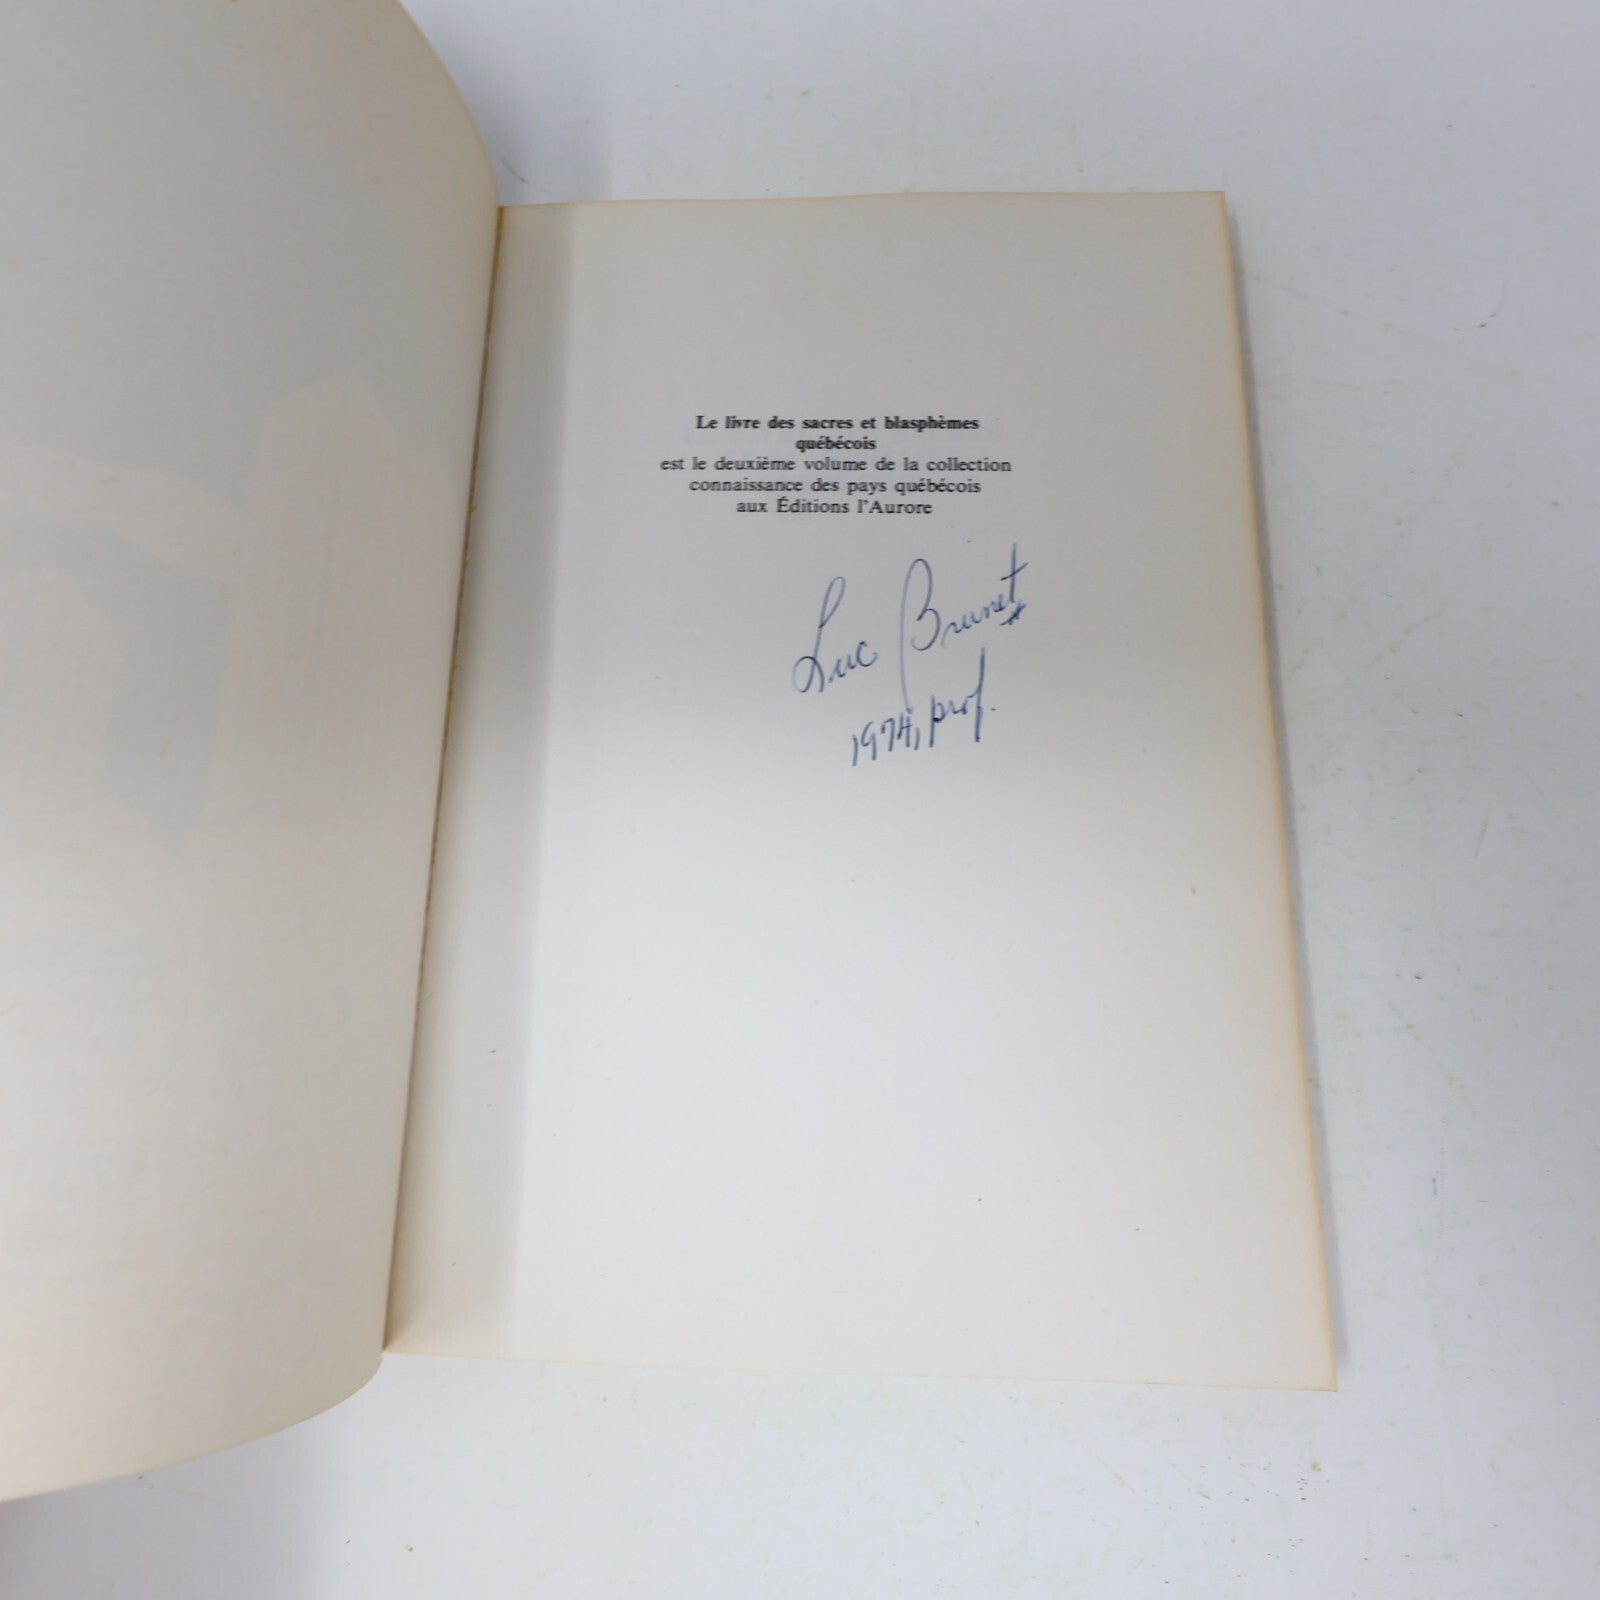 Le livre des sacres et blasphèmes
québécois
est le deuxième volume de la collection
connaissance des pays québécois
aux Éditions l'Aurore
Luc Brunet
1974, prof.